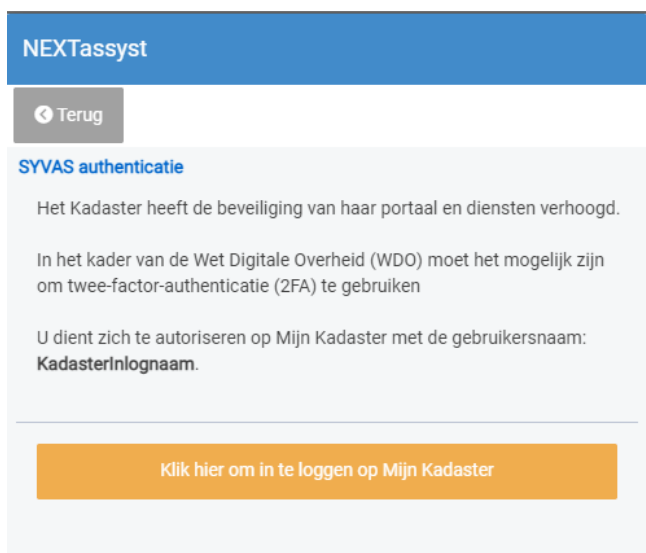 NEXTassyst
Terug
SYVAS authenticatie
Het Kadaster heeft de beveiliging van haar portaal en diensten verhoogd.
In het kader van de Wet Digitale Overheid (WDO) moet het mogelijk zijn
om twee-factor-authenticatie (2FA) te gebruiken
U dient zich te autoriseren op Mijn Kadaster met de gebruikersnaam:
KadasterInlognaam.
Klik hier om in te loggen op Mijn Kadaster